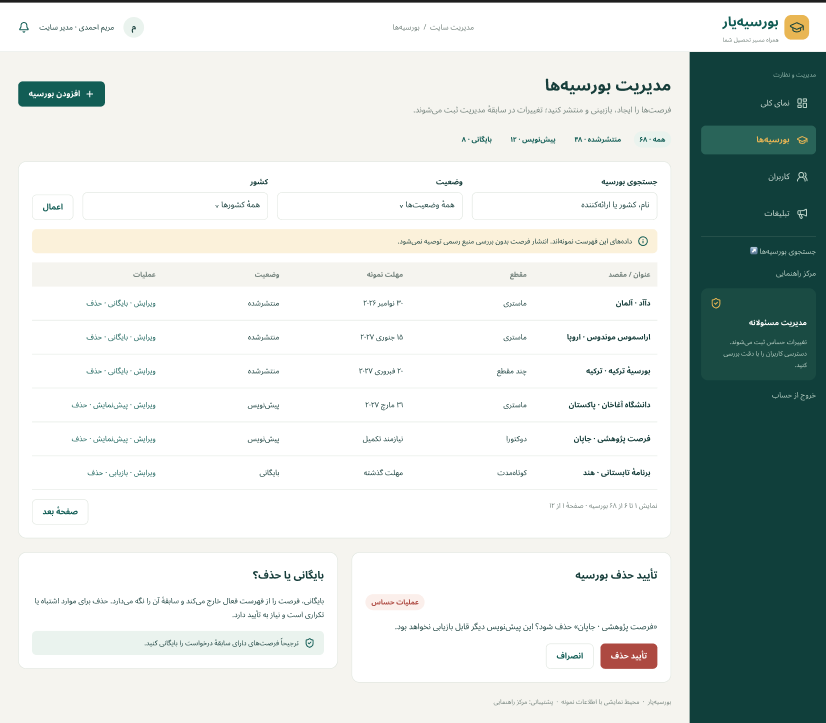 بورسیه‌یار
همراه مسیر تحصیل شما
مدیریت سایت / بورسیه‌ها
م
مریم احمدی · مدیر سایت
مدیریت و نظارت
نمای کلی
بورسیه‌ها
کاربران
تبلیغات
جستجوی بورسیه‌ها
مرکز راهنمایی
مدیریت مسئولانه
تغییرات حساس ثبت می‌شوند.
دسترسی کاربران را با دقت بررسی
کنید.
خروج از حساب
مدیریت بورسیه‌ها
افزودن بورسیه
فرصت‌ها را ایجاد، بازبینی و منتشر کنید؛ تغییرات در سابقهٔ مدیریت ثبت می‌شوند.
همه · ۶۸ منتشرشده · ۴۸ پیش‌نویس · ۱۲ بایگانی · ۸
جستجوی بورسیه وضعیت کشور
نام، کشور یا ارائه‌کننده همهٔ وضعیت‌ها همهٔ کشورها اعمال
داده‌های این فهرست نمونه‌اند. انتشار فرصت بدون بررسی منبع رسمی توصیه نمی‌شود.
عنوان / مقصد مقطع مهلت نمونه وضعیت عملیات
داآد · آلمان ماستری ۳۰ نوامبر ۲۰۲۶ منتشرشده ویرایش · بایگانی · حذف
اراسموس موندوس · اروپا ماستری ۱۵ جنوری ۲۰۲۷ منتشرشده ویرایش · بایگانی · حذف
بورسیهٔ ترکیه · ترکیه چند مقطع ۲۰ فبروری ۲۰۲۷ منتشرشده ویرایش · بایگانی · حذف
دانشگاه آغاخان · پاکستان ماستری ۳۱ مارچ ۲۰۲۷ پیش‌نویس ویرایش · پیش‌نمایش · حذف
فرصت پژوهشی · جاپان دوکتورا نیازمند تکمیل پیش‌نویس ویرایش · پیش‌نمایش · حذف
برنامهٔ تابستانی · هند کوتاه‌مدت مهلت گذشته بایگانی ویرایش · بازیابی · حذف
نمایش ۱ تا ۶ از ۶۸ بورسیه · صفحهٔ ۱ از ۱۲
صفحهٔ بعد
تأیید حذف بورسیه
عملیات حساس
«فرصت پژوهشی · جاپان» حذف شود؟ این پیش‌نویس دیگر قابل بازیابی نخواهد بود.
تأیید حذف انصراف
بایگانی یا حذف؟
بایگانی، فرصت را از فهرست فعال خارج می‌کند و سابقهٔ آن را نگه می‌دارد. حذف برای موارد اشتباه یا
تکراری است و نیاز به تأیید دارد.
ترجیحاً فرصت‌های دارای سابقهٔ درخواست را بایگانی کنید.
بورسیه‌یار · محیط نمایشی با اطلاعات نمونه · پشتیبانی: مرکز راهنمایی